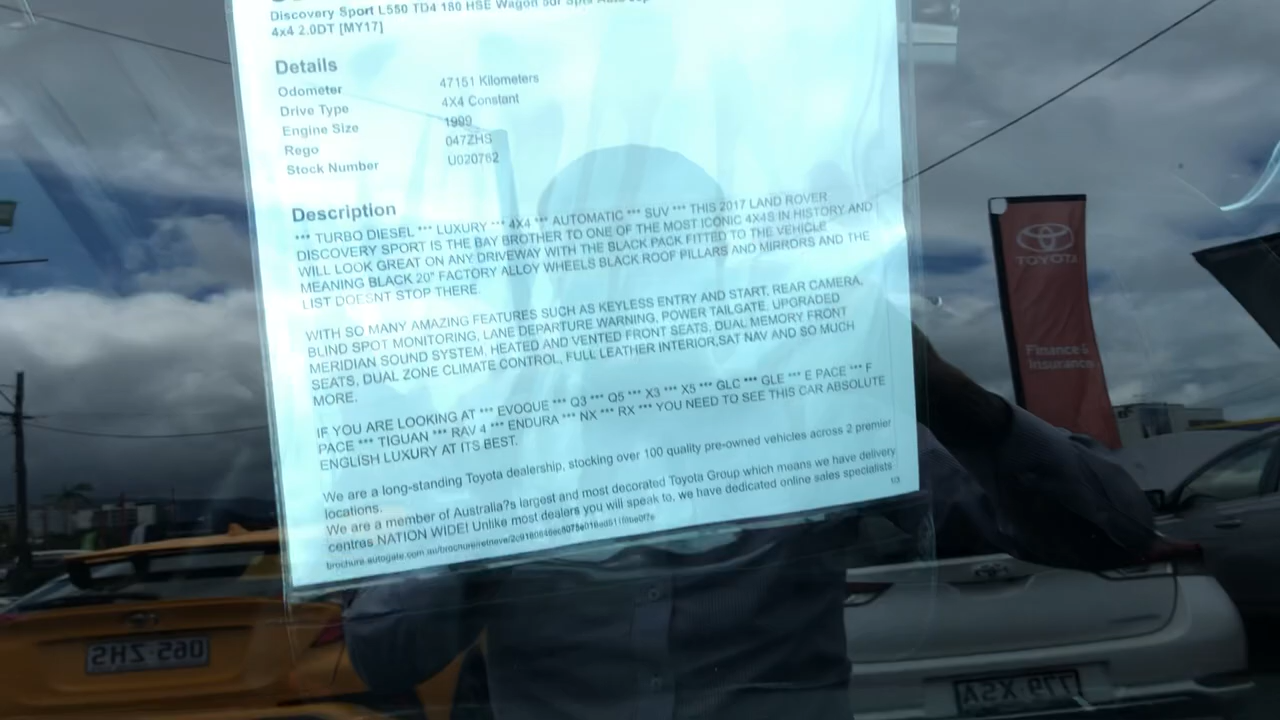 Discovery Sport L550 TD4 180 HSE Wagon 5dr
4x4 2.0DT [MY17]
Details
Odometer 47151 Kilometers
Drive Type 4X4 Constant
Engine Size 1999
Rego 047ZHS
Stock Number U020762
Description
*** TURBO DIESEL *** LUXURY *** 4X4 *** AUTOMATIC *** SUV *** THIS 2017 LAND ROVER
DISCOVERY SPORT IS THE BAY BROTHER TO ONE OF THE MOST ICONIC 4X4S IN HISTORY AND
WILL LOOK GREAT ON ANY DRIVEWAY WITH THE BLACK PACK FITTED TO THE VEHICLE
MEANING BLACK 20" FACTORY ALLOY WHEELS BLACK ROOF PILLARS AND MIRRORS AND THE
LIST DOESNT STOP THERE.
WITH SO MANY AMAZING FEATURES SUCH AS KEYLESS ENTRY AND START, REAR CAMERA,
BLIND SPOT MONITORING, LANE DEPARTURE WARNING, POWER TAILGATE, UPGRADED
MERIDIAN SOUND SYSTEM, HEATED AND VENTED FRONT SEATS, DUAL MEMORY FRONT
SEATS, DUAL ZONE CLIMATE CONTROL, FULL LEATHER INTERIOR,SAT NAV AND SO MUCH
MORE.
IF YOU ARE LOOKING AT *** EVOQUE *** Q3 *** Q5 *** X3 *** X5 *** GLC *** GLE *** E PACE *** F
PACE *** TIGUAN *** RAV 4 *** ENDURA *** NX *** RX *** YOU NEED TO SEE THIS CAR ABSOLUTE
ENGLISH LUXURY AT ITS BEST.
We are a long-standing Toyota dealership, stocking over 100 quality pre-owned vehicles across 2 premier
locations.
We are a member of Australia?s largest and most decorated Toyota Group which means we have delivery
centres NATION WIDE! Unlike most dealers you will speak to, we have dedicated online sales specialists
1/3
TOYOTA
Finance &
Insurance
065 ZHS
779 XSA